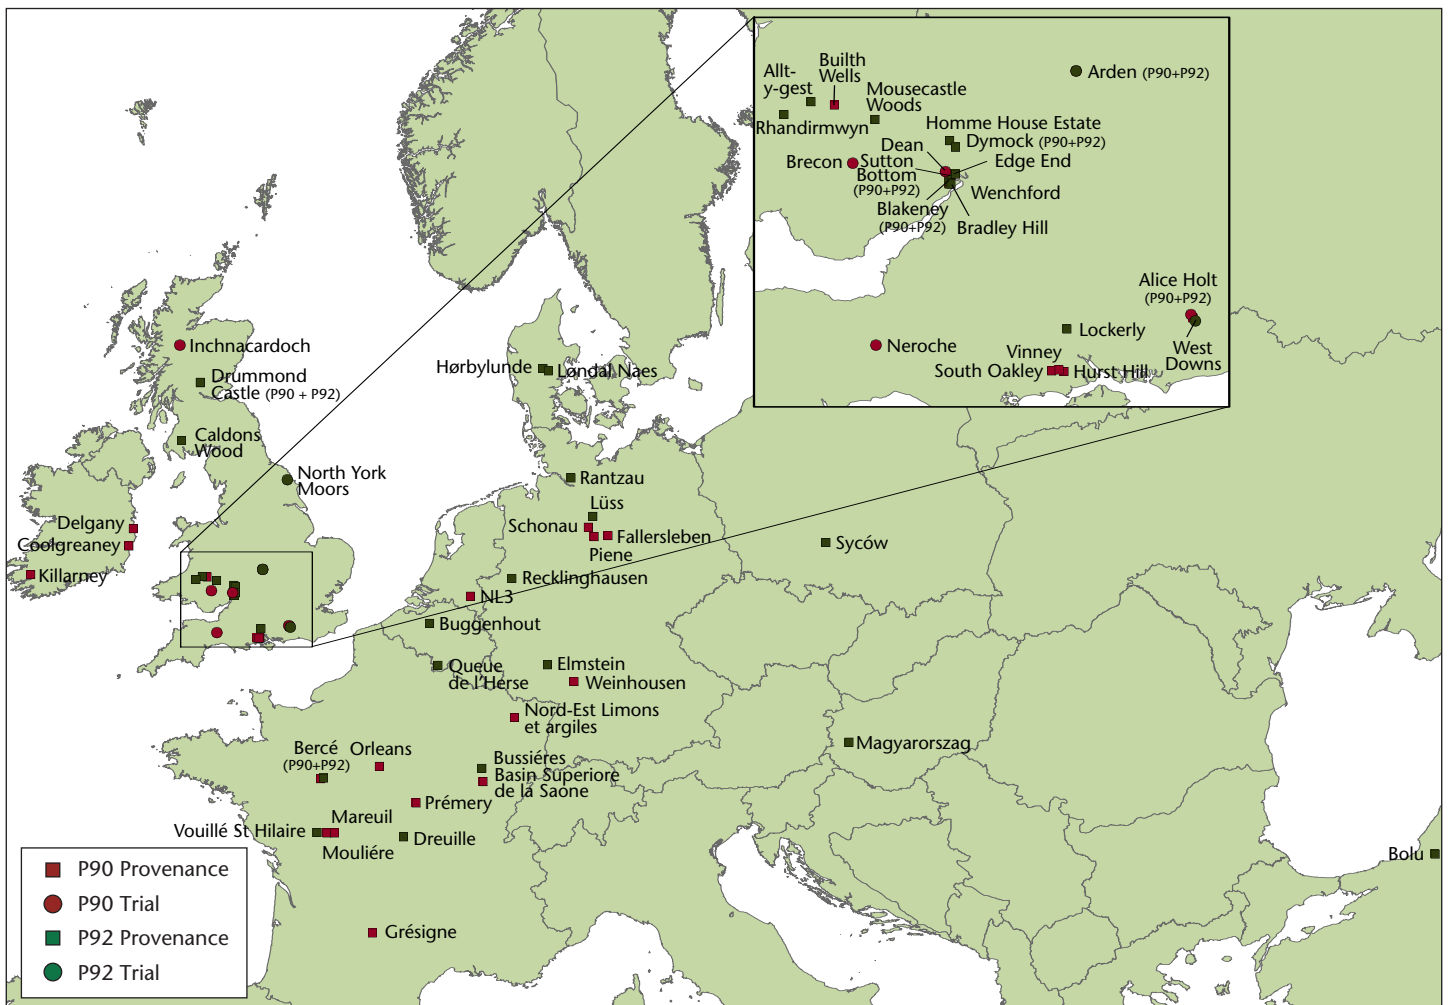 Allt-
y-gest
Builth
Wells
Mousecastle
Woods
Rhandirmwyn
Arden (P90+P92)
Homme House Estate
Dymock (P90+P92)
Dean
Edge End
Brecon
Sutton
Bottom
(P90+P92)
Wenchford
Blakeney
(P90+P92)
Bradley Hill
Alice Holt
(P90+P92)
Lockerly
Neroche
Vinney
South Oakley
Hurst Hill
West
Downs
Inchnacardoch
Drummond
Castle (P90 + P92)
Caldons
Wood
North York
Moors
Delgany
Coolgreaney
Killarney
Hørbylunde
Løndal Naes
Rantzau
Lüss
Schonau
Fallersleben
Piene
Syców
Recklinghausen
NL3
Buggenhout
Queue
de l'Herse
Elmstein
Weinhousen
Nord-Est Limons
et argiles
Magyarorszag
Bercé
(P90+P92)
Orleans
Bussiéres
Basin Superiore
de la Saone
Prémery
Mareuil
Vouillé St Hilaire
Mouliére
Dreuille
Bolu
Grésigne
P90 Provenance
P90 Trial
P92 Provenance
P92 Trial